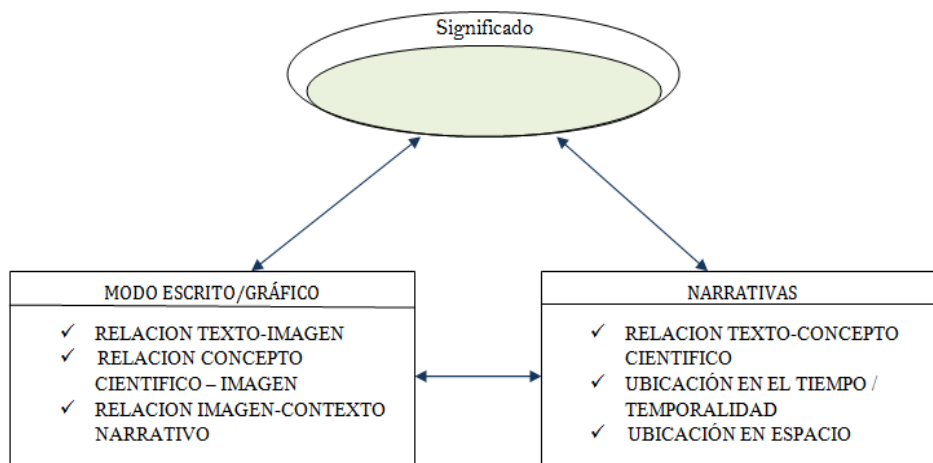 Significado
MODO ESCRITO/GRÁFICO
✓ RELACION TEXTO-IMAGEN
✓ RELACION CONCEPTO
CIENTIFICO – IMAGEN
✓ RELACION IMAGEN-CONTEXTO
NARRATIVO
NARRATIVAS
✓ RELACION TEXTO-CONCEPTO
CIENTIFICO
✓ UBICACIÓN EN EL TIEMPO /
TEMPORALIDAD
✓ UBICACIÓN EN ESPACIO